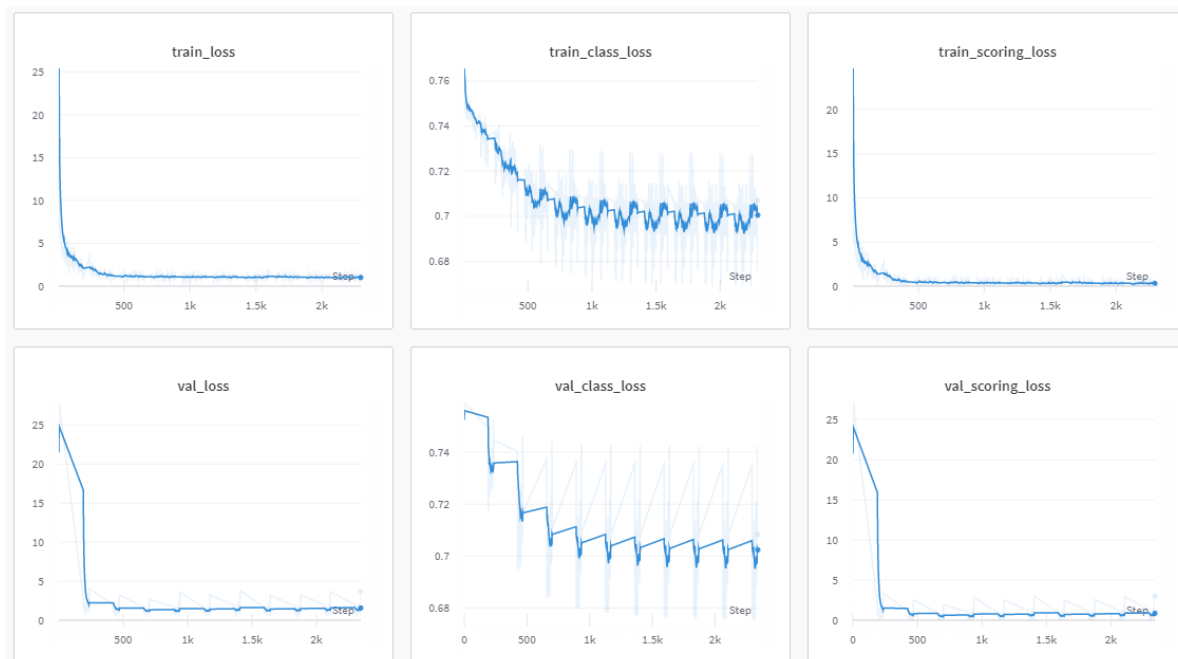 train_loss
25
20
15
10
5
0
500
1k
1.5k
2k
Step
train_class_loss
0.76
0.74
0.72
0.7
0.68
500
1k
1.5k
2k
Step
train_scoring_loss
20
15
10
5
0
500
1k
1.5k
2k
Step
val_loss
25
20
15
10
5
0
500
1k
1.5k
2k
Step
val_class_loss
0.74
0.72
0.7
0.68
0
500
1k
1.5k
2k
Step
val_scoring_loss
25
20
15
10
5
0
0
500
1k
1.5k
2k
Step